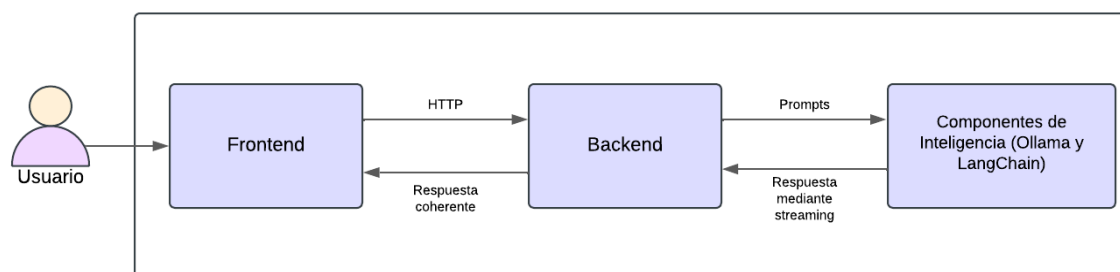 Usuario
Frontend
HTTP
Respuesta
coherente
Backend
Prompts
Respuesta
mediante
streaming
Componentes de
Inteligencia (Ollama y
LangChain)